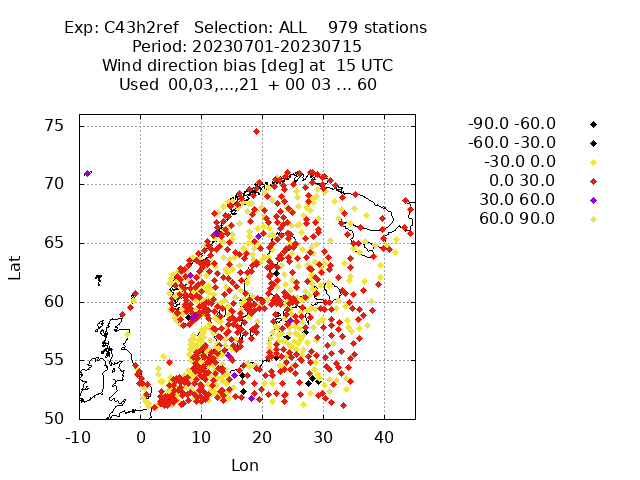 Exp: C43h2ref Selection: ALL 979 stations
Period: 20230701-20230715
Wind direction bias [deg] at 15 UTC
Used 00,03,...,21 + 00 03 ... 60
-90.0 -60.0
-60.0 -30.0
-30.0 0.0
0.0 30.0
30.0 60.0
60.0 90.0
75
70
65
60
55
50
Lat
-10 0 10 20 30 40
Lon